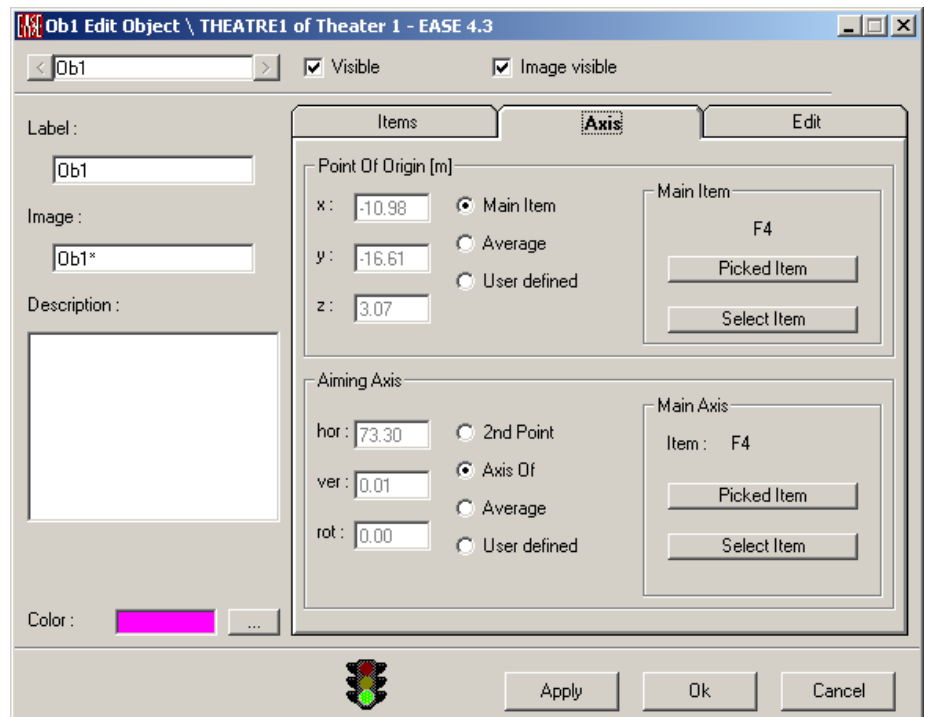 Ob1 Edit Object \ THEATRE1 of Theater 1 - EASE 4.3
< Ob1 > Visible Image visible
Label :
Ob1
Image :
Ob1*
Description :
Color :
...
Items Axis Edit
Point Of Origin [m]
x : -10.98
y : -16.61
z : 3.07
Main Item
Average
User defined
Main Item
F4
Picked Item
Select Item
Aiming Axis
hor : 73.30
ver : 0.01
rot : 0.00
2nd Point
Axis Of
Average
User defined
Main Axis
Item : F4
Picked Item
Select Item
Apply Ok Cancel